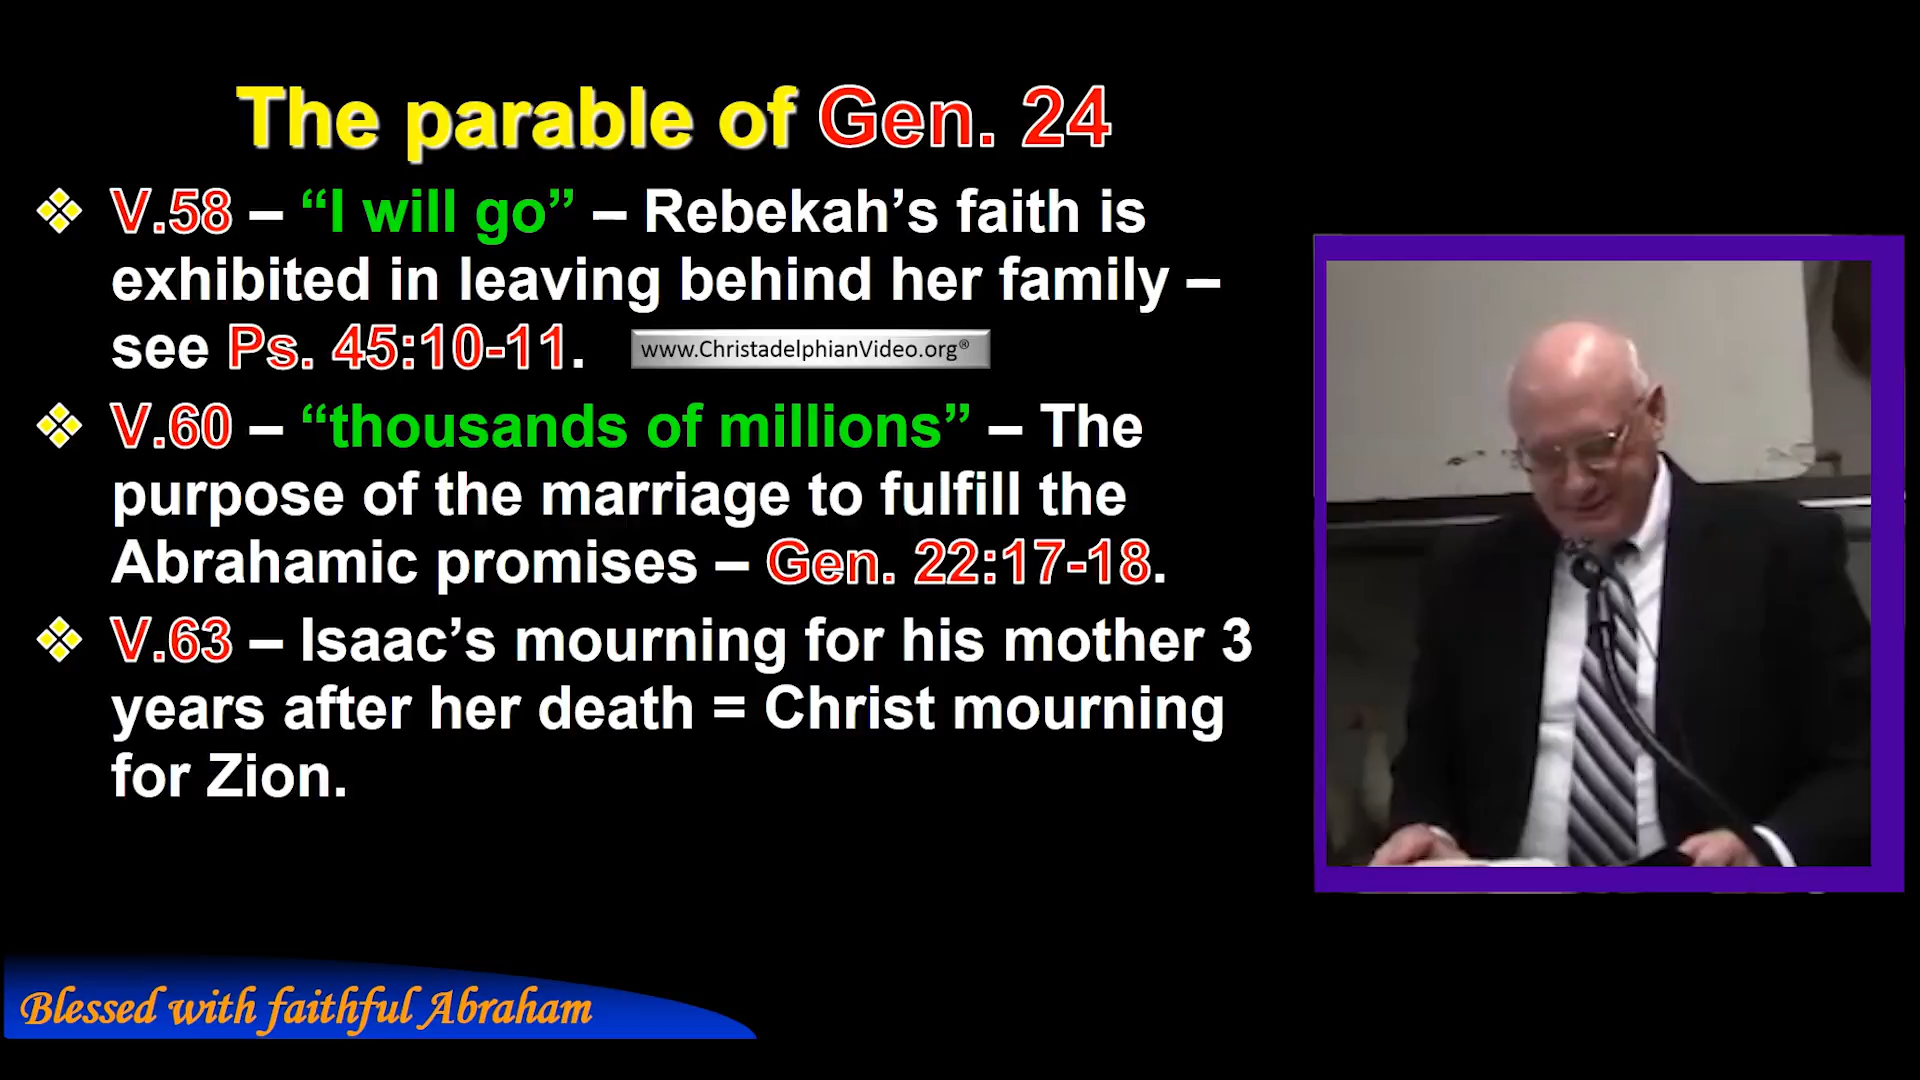 The parable of Gen. 24
V.58 – “I will go” – Rebekah’s faith is
exhibited in leaving behind her family –
see Ps. 45:10-11.
www.ChristadelphianVideo.org®
V.60 – “thousands of millions” – The
purpose of the marriage to fulfill the
Abrahamic promises – Gen. 22:17-18.
V.63 – Isaac’s mourning for his mother 3
years after her death = Christ mourning
for Zion.
Blessed with faithful Abraham